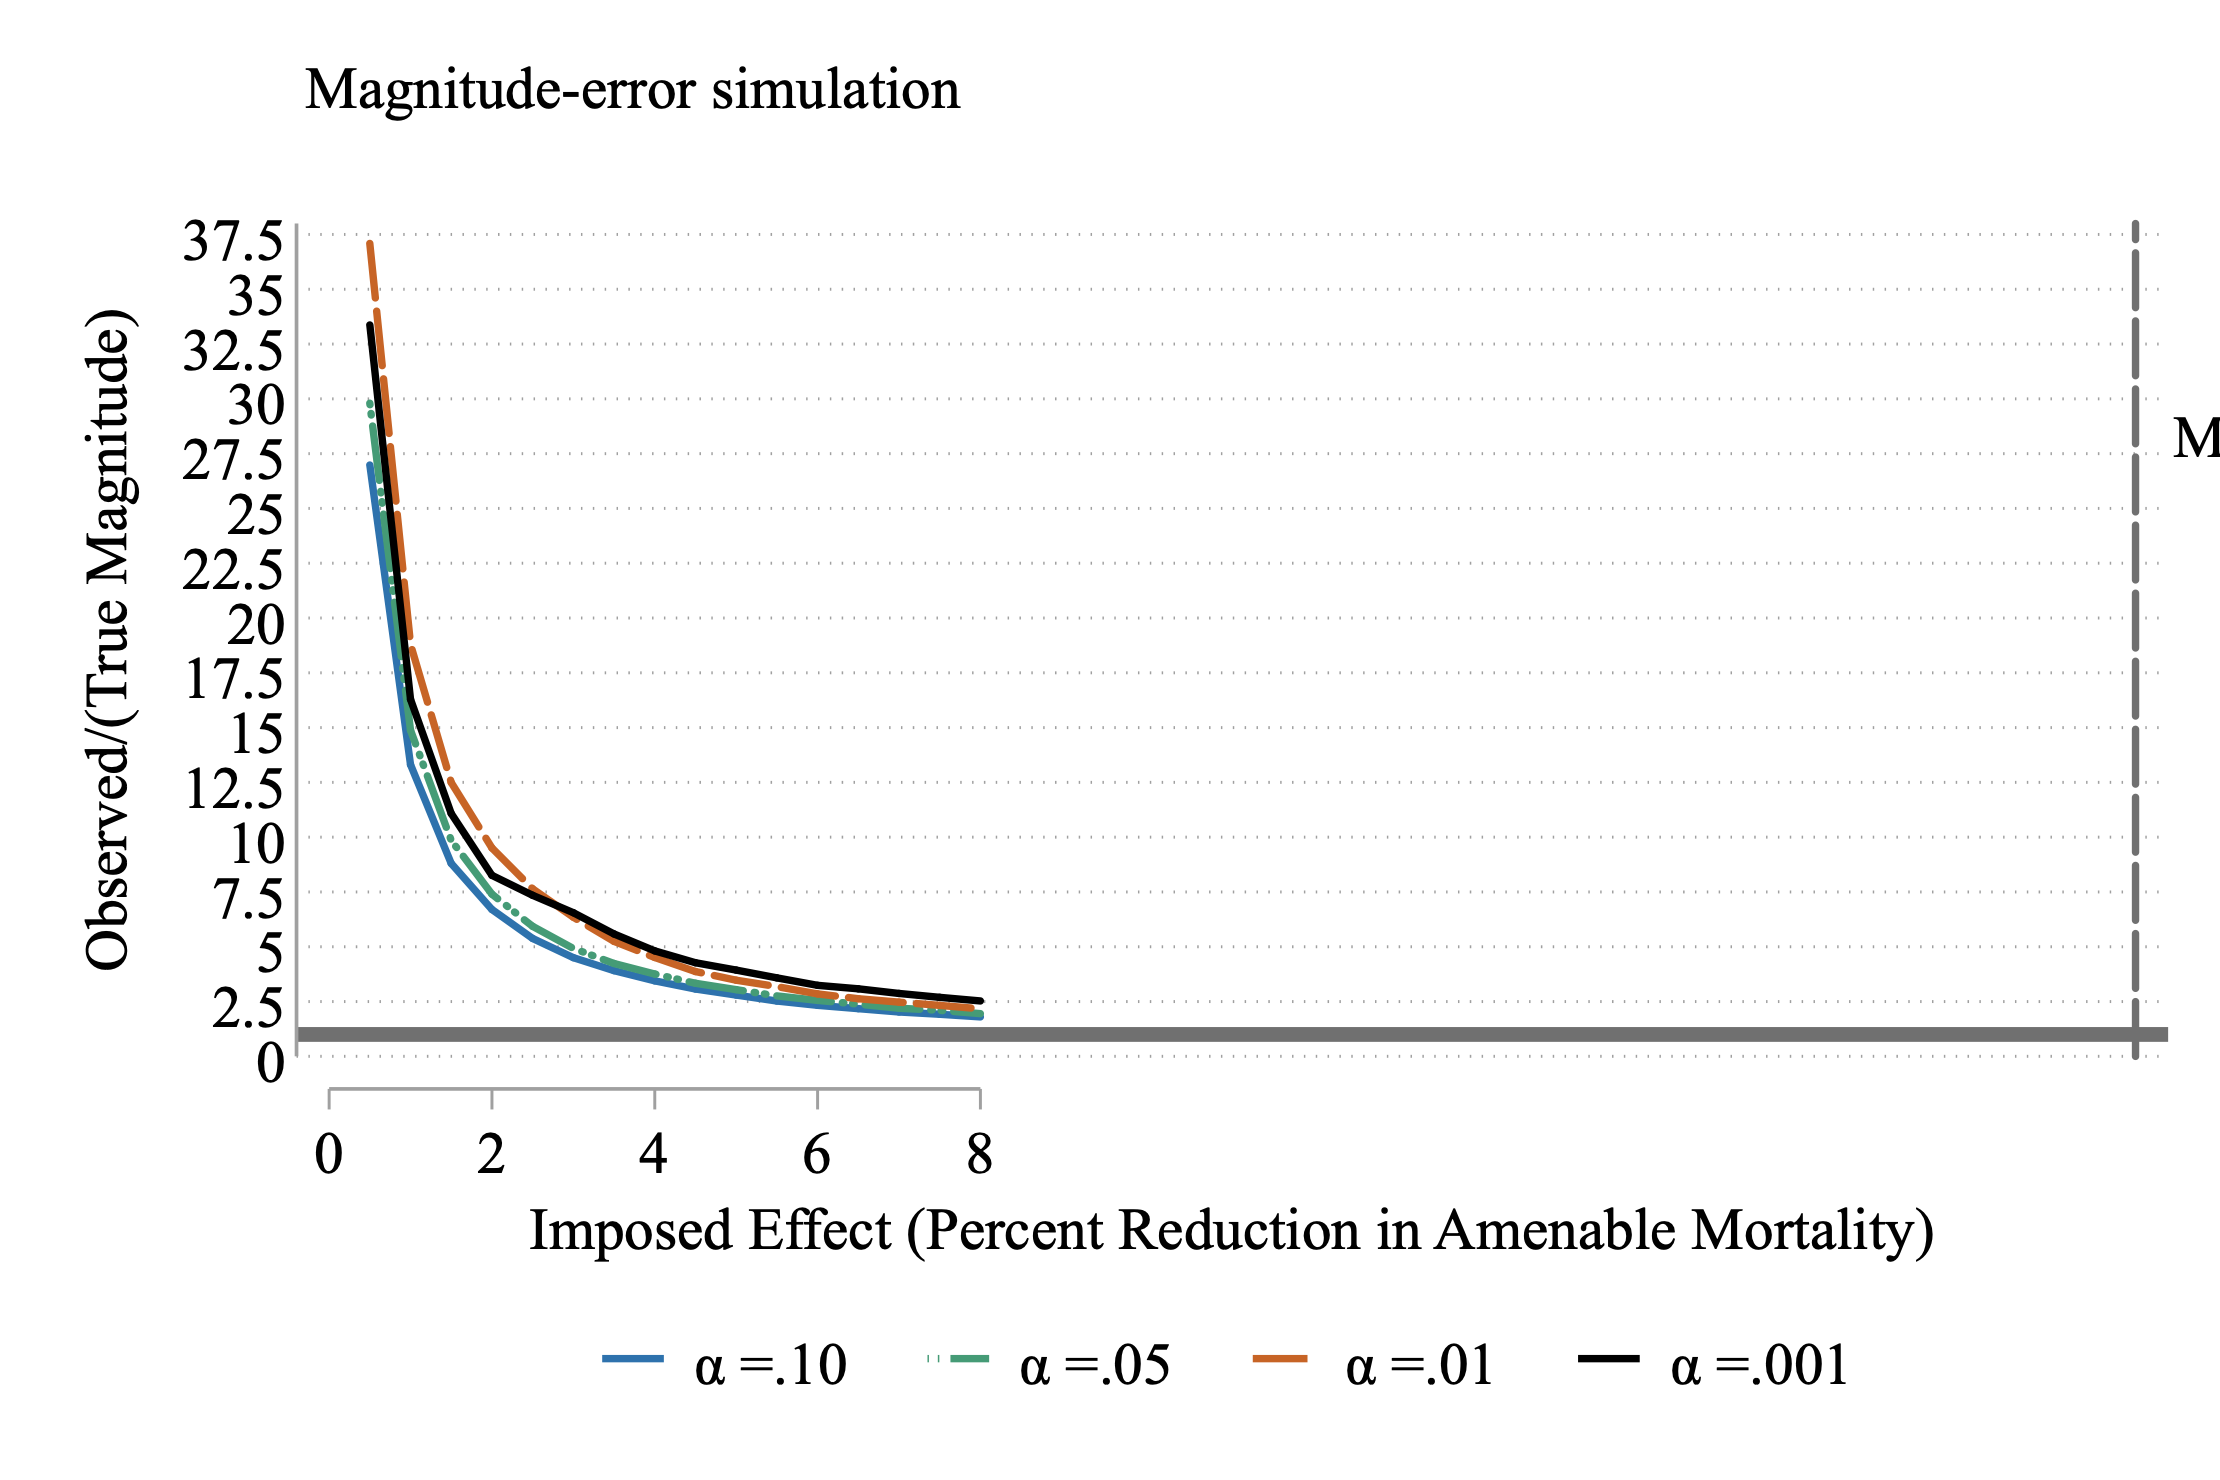 Magnitude-error simulation
Observed/(True Magnitude)
37.5
35
32.5
30
27.5
25
22.5
20
17.5
15
12.5
10
7.5
5
2.5
0
M
0 2 4 6 8
Imposed Effect (Percent Reduction in Amenable Mortality)
α =.10 α =.05 α =.01 α =.001